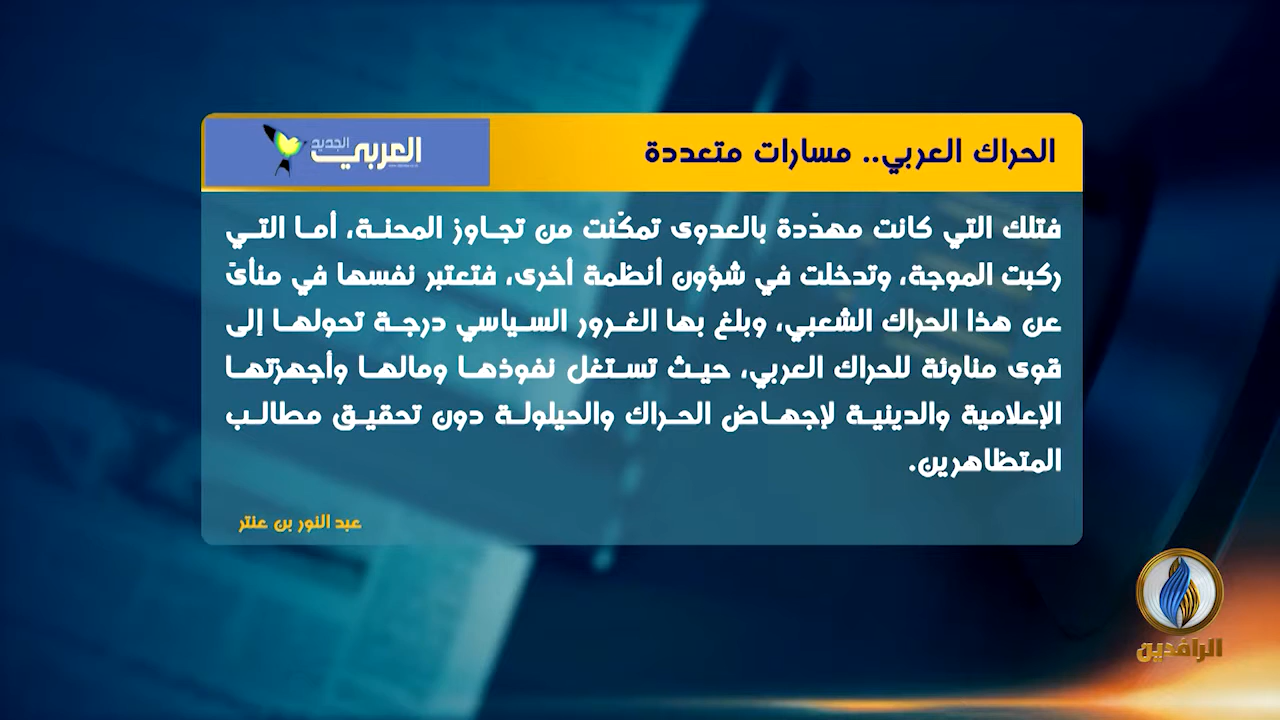 الحراك العربي.. مسارات متعددة
العربي الجديد
فتلك التي كانت مهدّدة بالعدوى تمكّنت من تجاوز المحنة، أما التي
ركبت الموجة، وتدخلت في شؤون أنظمة أخرى، فتعتبر نفسها في منأىً
عن هذا الحراك الشعبي، وبلغ بها الغرور السياسي درجة تحولها إلى
قوى مناوئة للحراك العربي، حيث تستغل نفوذها ومالها وأجهزتها
الإعلامية والدينية لإجهاض الحراك والحيلولة دون تحقيق مطالب
المتظاهرين.
عبد النور بن عنتر
الرافدين